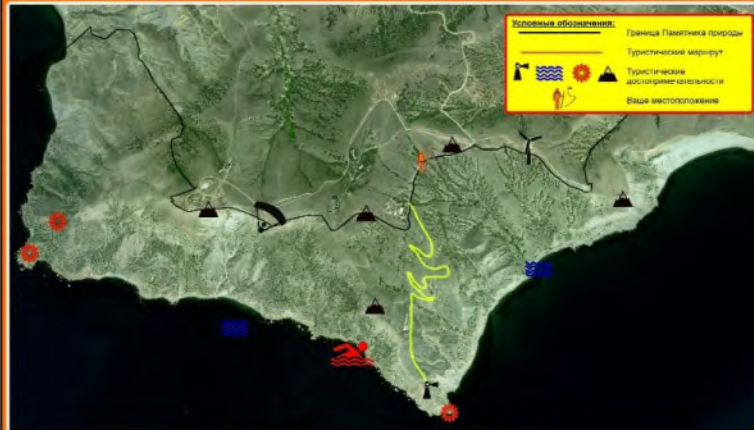 Условные обозначения:
Граница Памятника природы
Туристический маршрут
Туристические
достопримечательности
Ваше местоположение